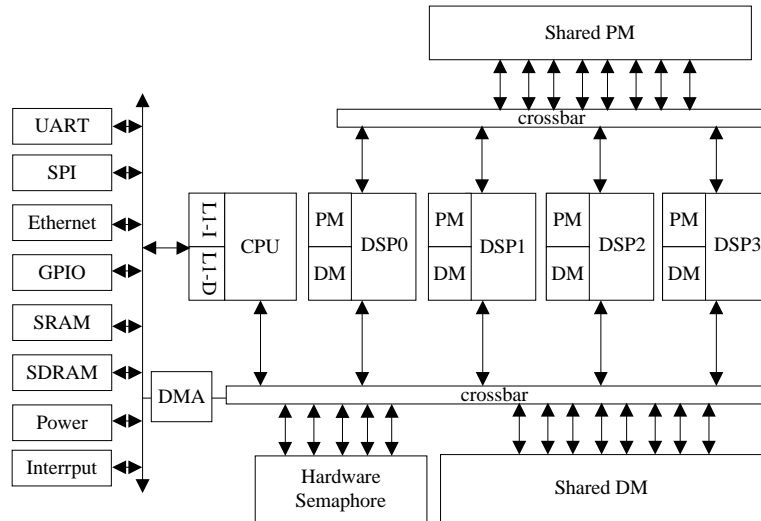 Shared PM
crossbar
UART
SPI
Ethernet
GPIO
SRAM
SDRAM
Power
Interrput
L1-I
L1-D
CPU
PM
DM
DSP0
PM
DM
DSP1
PM
DM
DSP2
PM
DM
DSP3
DMA
crossbar
Hardware
Semaphore
Shared DM